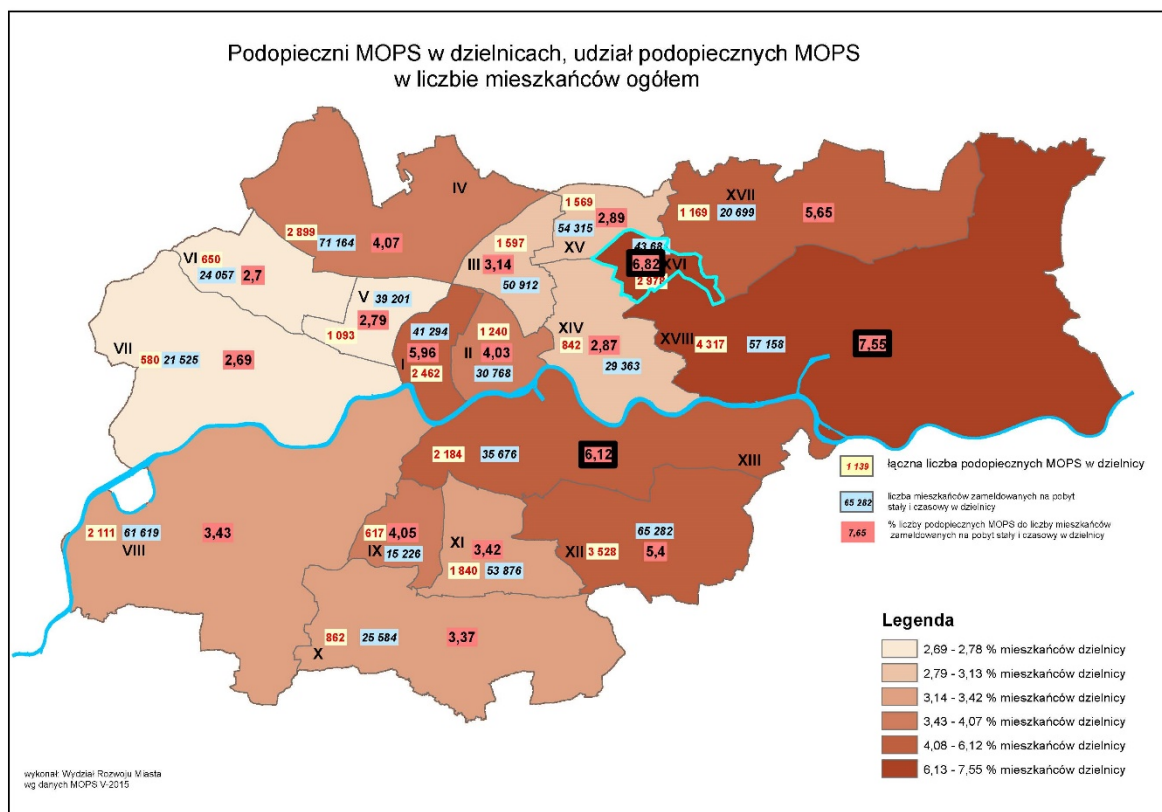 Podopieczni MOPS w dzielnicach, udział podopiecznych MOPS
w liczbie mieszkańców ogółem
IV
2 899
71 164
4,07
1 569
2,89
54 315
XV
XVII
1 169
20 699
5,65
VI
650
24 057
2,7
1 597
III
3,14
50 912
43 68
6,82
XVI
2 97
V
39 201
2,79
1 093
VII
580
21 525
2,69
41 294
I
5,96
2 462
1 240
II
4,03
30 768
XIV
842
2,87
29 363
XVIII
4 317
57 158
7,55
2 184
35 676
6,12
XIII
2 111
61 619
3,43
VIII
617
4,05
IX
15 226
XI
3,42
1 840
53 876
65 282
XII
3 528
5,4
862
25 584
3,37
X
1 139
łączna liczba podopiecznych MOPS w dzielnicy
65 282
liczba mieszkańców zameldowanych na pobyt
stały i czasowy w dzielnicy
7,65
% liczby podopiecznych MOPS do liczby mieszkańców
zameldowanych na pobyt stały i czasowy w dzielnicy
Legenda
2,69 - 2,78 % mieszkańców dzielnicy
2,79 - 3,13 % mieszkańców dzielnicy
3,14 - 3,42 % mieszkańców dzielnicy
3,43 - 4,07 % mieszkańców dzielnicy
4,08 - 6,12 % mieszkańców dzielnicy
6,13 - 7,55 % mieszkańców dzielnicy
wykonał: Wydział Rozwoju Miasta
wg danych MOPS V-2015